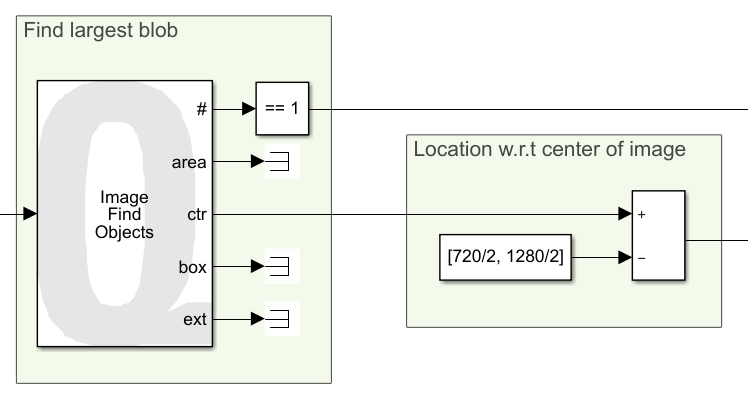 Find largest blob
#
== 1
area
Location w.r.t center of image
Image
Find
Objects
ctr
+
[720/2, 1280/2]
−
box
ext